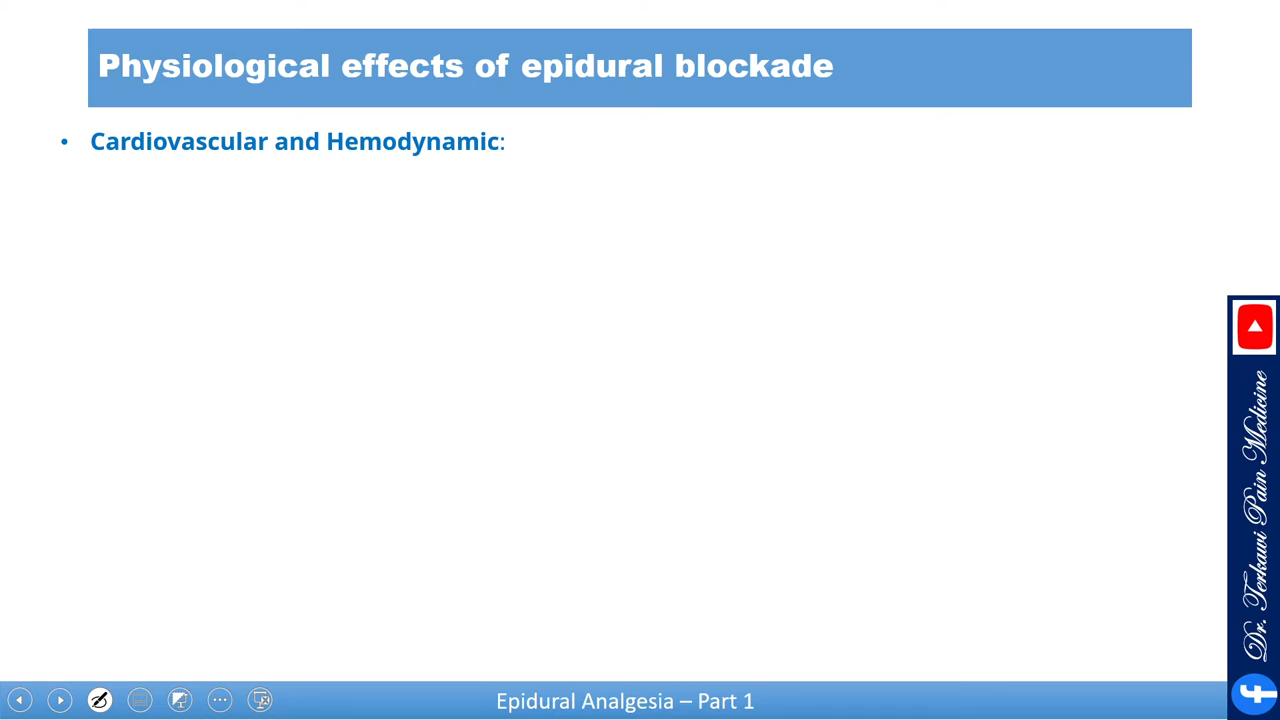 Physiological effects of epidural blockade
• Cardiovascular and Hemodynamic:
Dr. Terkawi Pain Medicine
Epidural Analgesia – Part 1